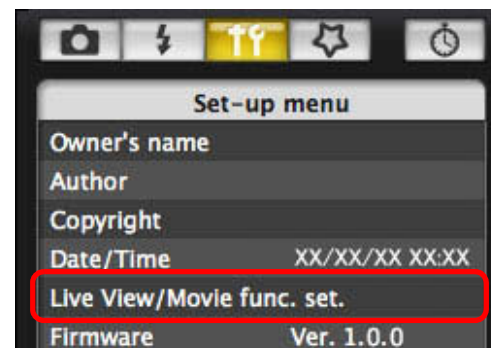 Set-up menu
Owner's name
Author
Copyright
Date/Time XX/XX/XX XX:XX
Live View/Movie func. set.
Firmware Ver. 1.0.0